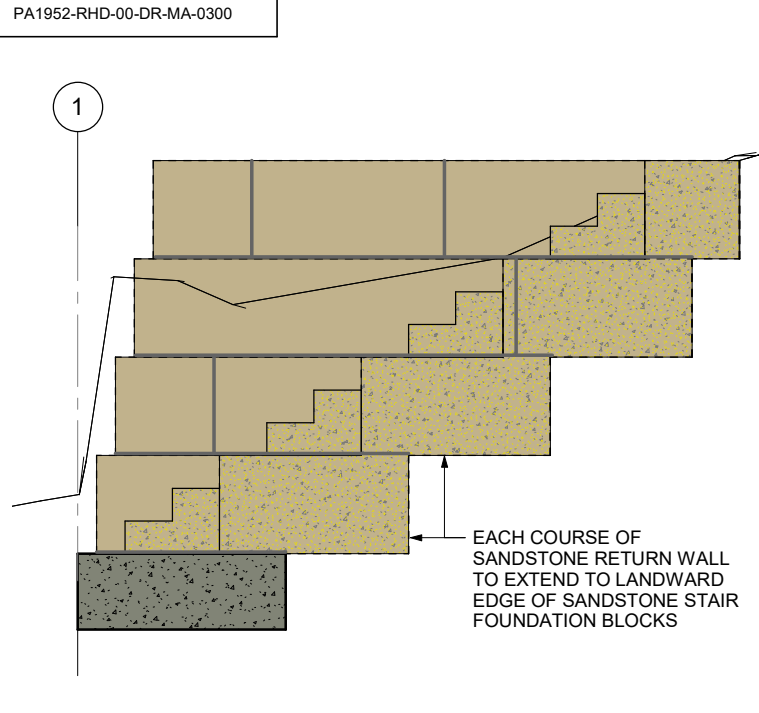 PA1952-RHD-00-DR-MA-0300
1
EACH COURSE OF
SANDSTONE RETURN WALL
TO EXTEND TO LANDWARD
EDGE OF SANDSTONE STAIR
FOUNDATION BLOCKS